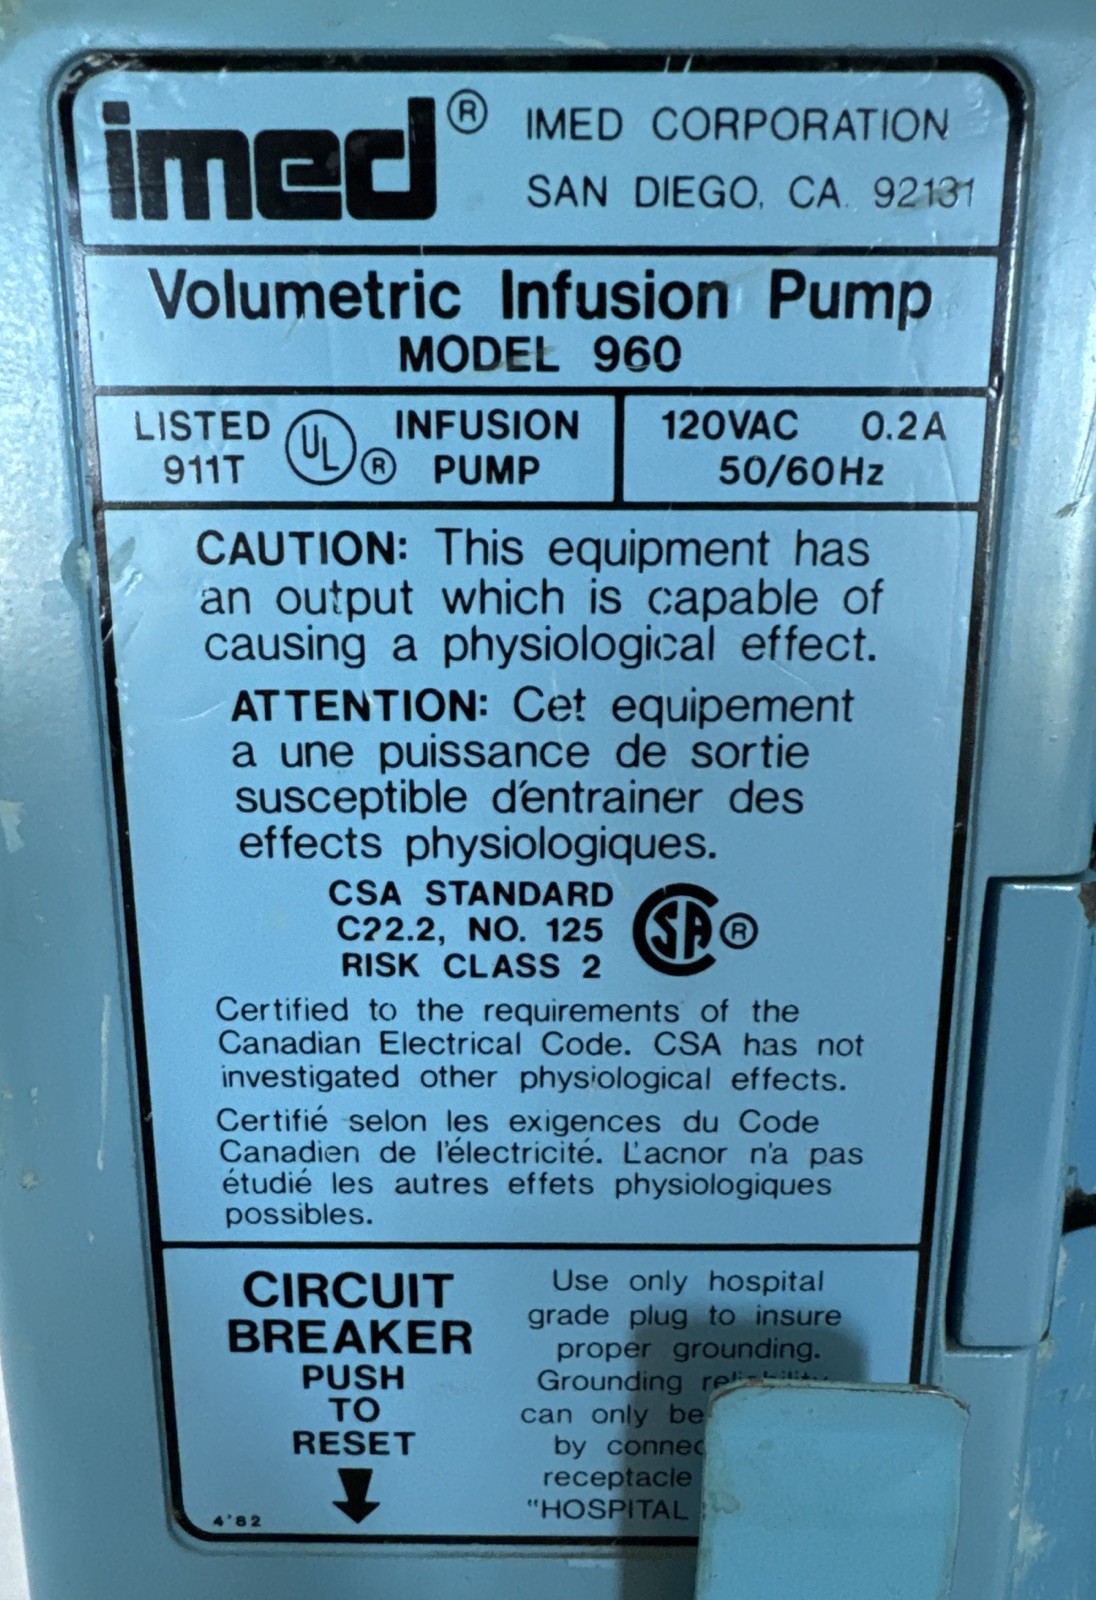 imed® IMED CORPORATION
SAN DIEGO, CA. 92131
Volumetric Infusion Pump
MODEL 960
LISTED UL® INFUSION
911T PUMP
120VAC 0.2A
50/60Hz
CAUTION: This equipment has
an output which is capable of
causing a physiological effect.
ATTENTION: Cet equipement
a une puissance de sortie
susceptible d'entrainer des
effects physiologiques.
CSA STANDARD
C22.2, NO. 125
RISK CLASS 2
CSA®
Certified to the requirements of the
Canadian Electrical Code. CSA has not
investigated other physiological effects.
Certifié selon les exigences du Code
Canadien de l'électricité. L'acnor n'a pas
étudié les autres effets physiologiques
possibles.
CIRCUIT
BREAKER
PUSH
TO
RESET
4'82
Use only hospital
grade plug to insure
proper grounding.
Grounding
can only be
by
receptacle
"HOSPITAL